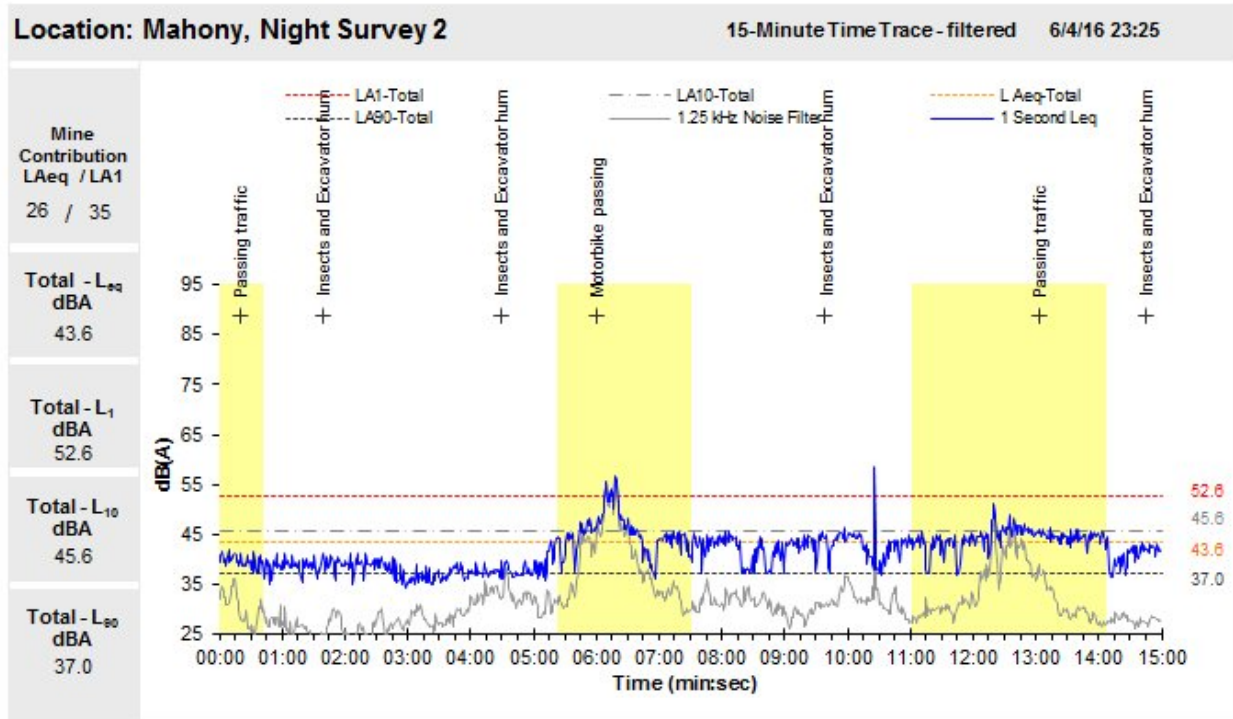 Location: Mahony, Night Survey 2
15-Minute Time Trace - filtered 6/4/16 23:25
Mine
Contribution
LAeq / LA1
26 / 35
Total - Leq
dBA
43.6
Total - L1
dBA
52.6
Total - L10
dBA
45.6
Total - L90
dBA
37.0
LA1-Total
LA10-Total
L Aeq-Total
LA90-Total
1.25 kHz Noise Filter
1 Second Leq
Passing traffic
Insects and Excavator hum
Insects and Excavator hum
Motorbike passing
Insects and Excavator hum
Passing traffic
Insects and Excavator hum
95
85
75
65
55
45
35
25
dB(A)
52.6
45.6
43.6
37.0
00:00 01:00 02:00 03:00 04:00 05:00 06:00 07:00 08:00 09:00 10:00 11:00 12:00 13:00 14:00 15:00
Time (min:sec)